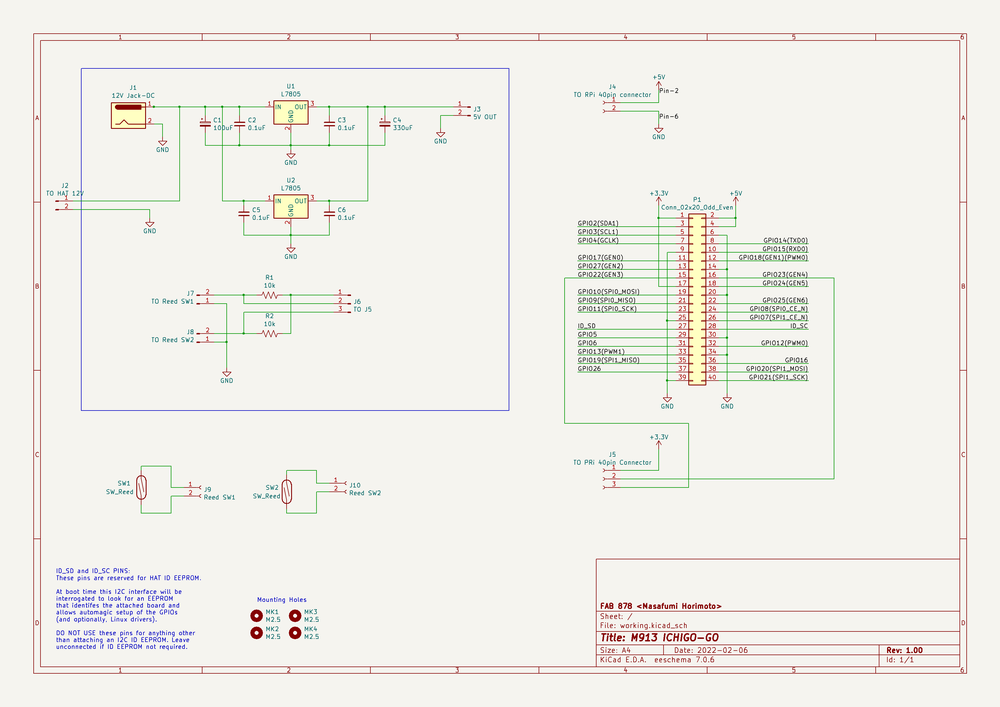 1 2 3 4 5 6
A
B
C
D
J1
12V Jack-DC
1
2
GND
C1
100uF
C2
0.1uF
U1
L7805
IN OUT
GND
1 3
2
GND
C3
0.1uF
C4
330uF
1
2
J3
5V OUT
GND
J2
TO HAT 12V
1
2
GND
U2
L7805
IN OUT
GND
1 3
2
GND
C5
0.1uF
C6
0.1uF
R1
10k
J7
TO Reed SW1
2
1
1
2
3
J6
TO J5
R2
10k
J8
TO Reed SW2
2
1
GND
J4
TO RPi 40pin connector
1
2
+5V
Pin-2
Pin-6
GND
+3.3V
P1
Conn_02x20_Odd_Even
+5V
1 2
GPIO2(SDA1) 3 4
GPIO3(SCL1) 5 6
GPIO4(GCLK) 7 8 GPIO14(TXD0)
9 10 GPIO15(RXD0)
GPIO17(GEN0) 11 12 GPIO18(GEN1)(PWM0)
GPIO27(GEN2) 13 14
GPIO22(GEN3) 15 16 GPIO23(GEN4)
17 18 GPIO24(GEN5)
GPIO10(SPI0_MOSI) 19 20
GPIO9(SPI0_MISO) 21 22 GPIO25(GEN6)
GPIO11(SPI0_SCK) 23 24 GPIO8(SPI0_CE_N)
25 26 GPIO7(SPI1_CE_N)
ID_SD 27 28 ID_SC
GPIO5 29 30
GPIO6 31 32 GPIO12(PWM0)
GPIO13(PWM1) 33 34
GPIO19(SPI1_MISO) 35 36 GPIO16
GPIO26 37 38 GPIO20(SPI1_MOSI)
39 40 GPIO21(SPI1_SCK)
GND
GND
+3.3V
J5
TO PRi 40pin Connector
1
2
3
SW1
SW_Reed
1
2
J9
Reed SW1
SW2
SW_Reed
1
2
J10
Reed SW2
ID_SD and ID_SC PINS:
These pins are reserved for HAT ID EEPROM.
At boot time this I2C interface will be
interrogated to look for an EEPROM
that identifes the attached board and
allows automagic setup of the GPIOs
(and optionally, Linux drivers).
DO NOT USE these pins for anything other
than attaching an I2C ID EEPROM. Leave
unconnected if ID EEPROM not required.
Mounting Holes
MK1
M2.5
MK3
M2.5
MK2
M2.5
MK4
M2.5
FAB 878 <Nasafumi Horimoto>
Sheet: /
File: working.kicad_sch
Title: M913 ICHIGO-GO
Size: A4 Date: 2022-02-06 Rev: 1.00
KiCad E.D.A. eeschema 7.0.6 Id: 1/1
A
B
C
D
1 2 3 4 5 6